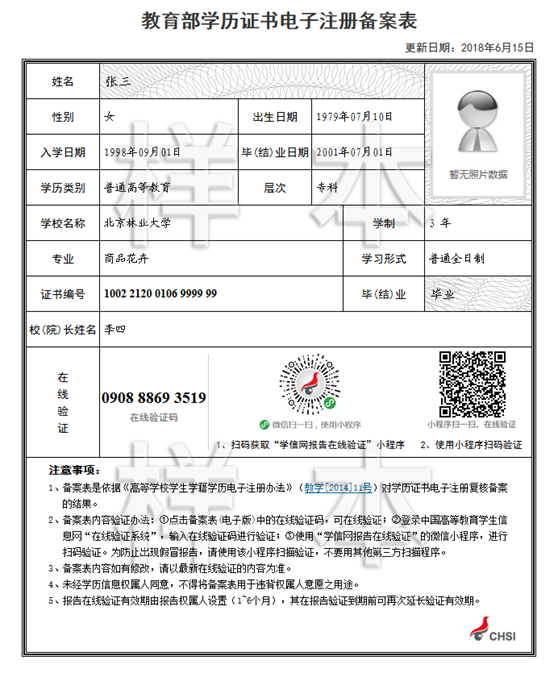 教育部学历证书电子注册备案表
更新日期：2018年6月15日
姓名 张三
性别 女 出生日期 1979年07月10日
入学日期 1998年09月01日 毕(结)业日期 2001年07月01日
学历类别 普通高等教育 层次 专科
暂无照片数据
学校名称 北京林业大学 学制 3 年
专业 商品花卉 学习形式 普通全日制
证书编号 1002 2120 0106 9999 99 毕(结)业 毕业
校(院)长姓名 李四
在线验证
0908 8869 3519
在线验证码
微信扫一扫，使用小程序
小程序扫一扫，在线验证
1、扫码获取“学信网报告在线验证”小程序 2、使用小程序扫码验证
注意事项：
1、备案表是依据《高等学校学生学籍学历电子注册办法》（教学[2014]11号）对学历证书电子注册复核备案
的结果。
2、备案表内容验证办法：①点击备案表(电子版)中的在线验证码，可在线验证；②登录中国高等教育学生信
息网“在线验证系统”，输入在线验证码进行验证；③使用“学信网报告在线验证”的微信小程序，进行
扫码验证。为防止出现假冒报告，请使用该小程序扫描验证，不要用其他第三方扫描程序。
3、备案表内容如有修改，请以最新在线验证的内容为准。
4、未经学历信息权属人同意，不得将备案表用于违背权属人意愿之用途。
5、报告在线验证有效期由报告权属人设置（1~6个月），其在报告验证到期前可再次延长验证有效期。
CHSI
样本
样本